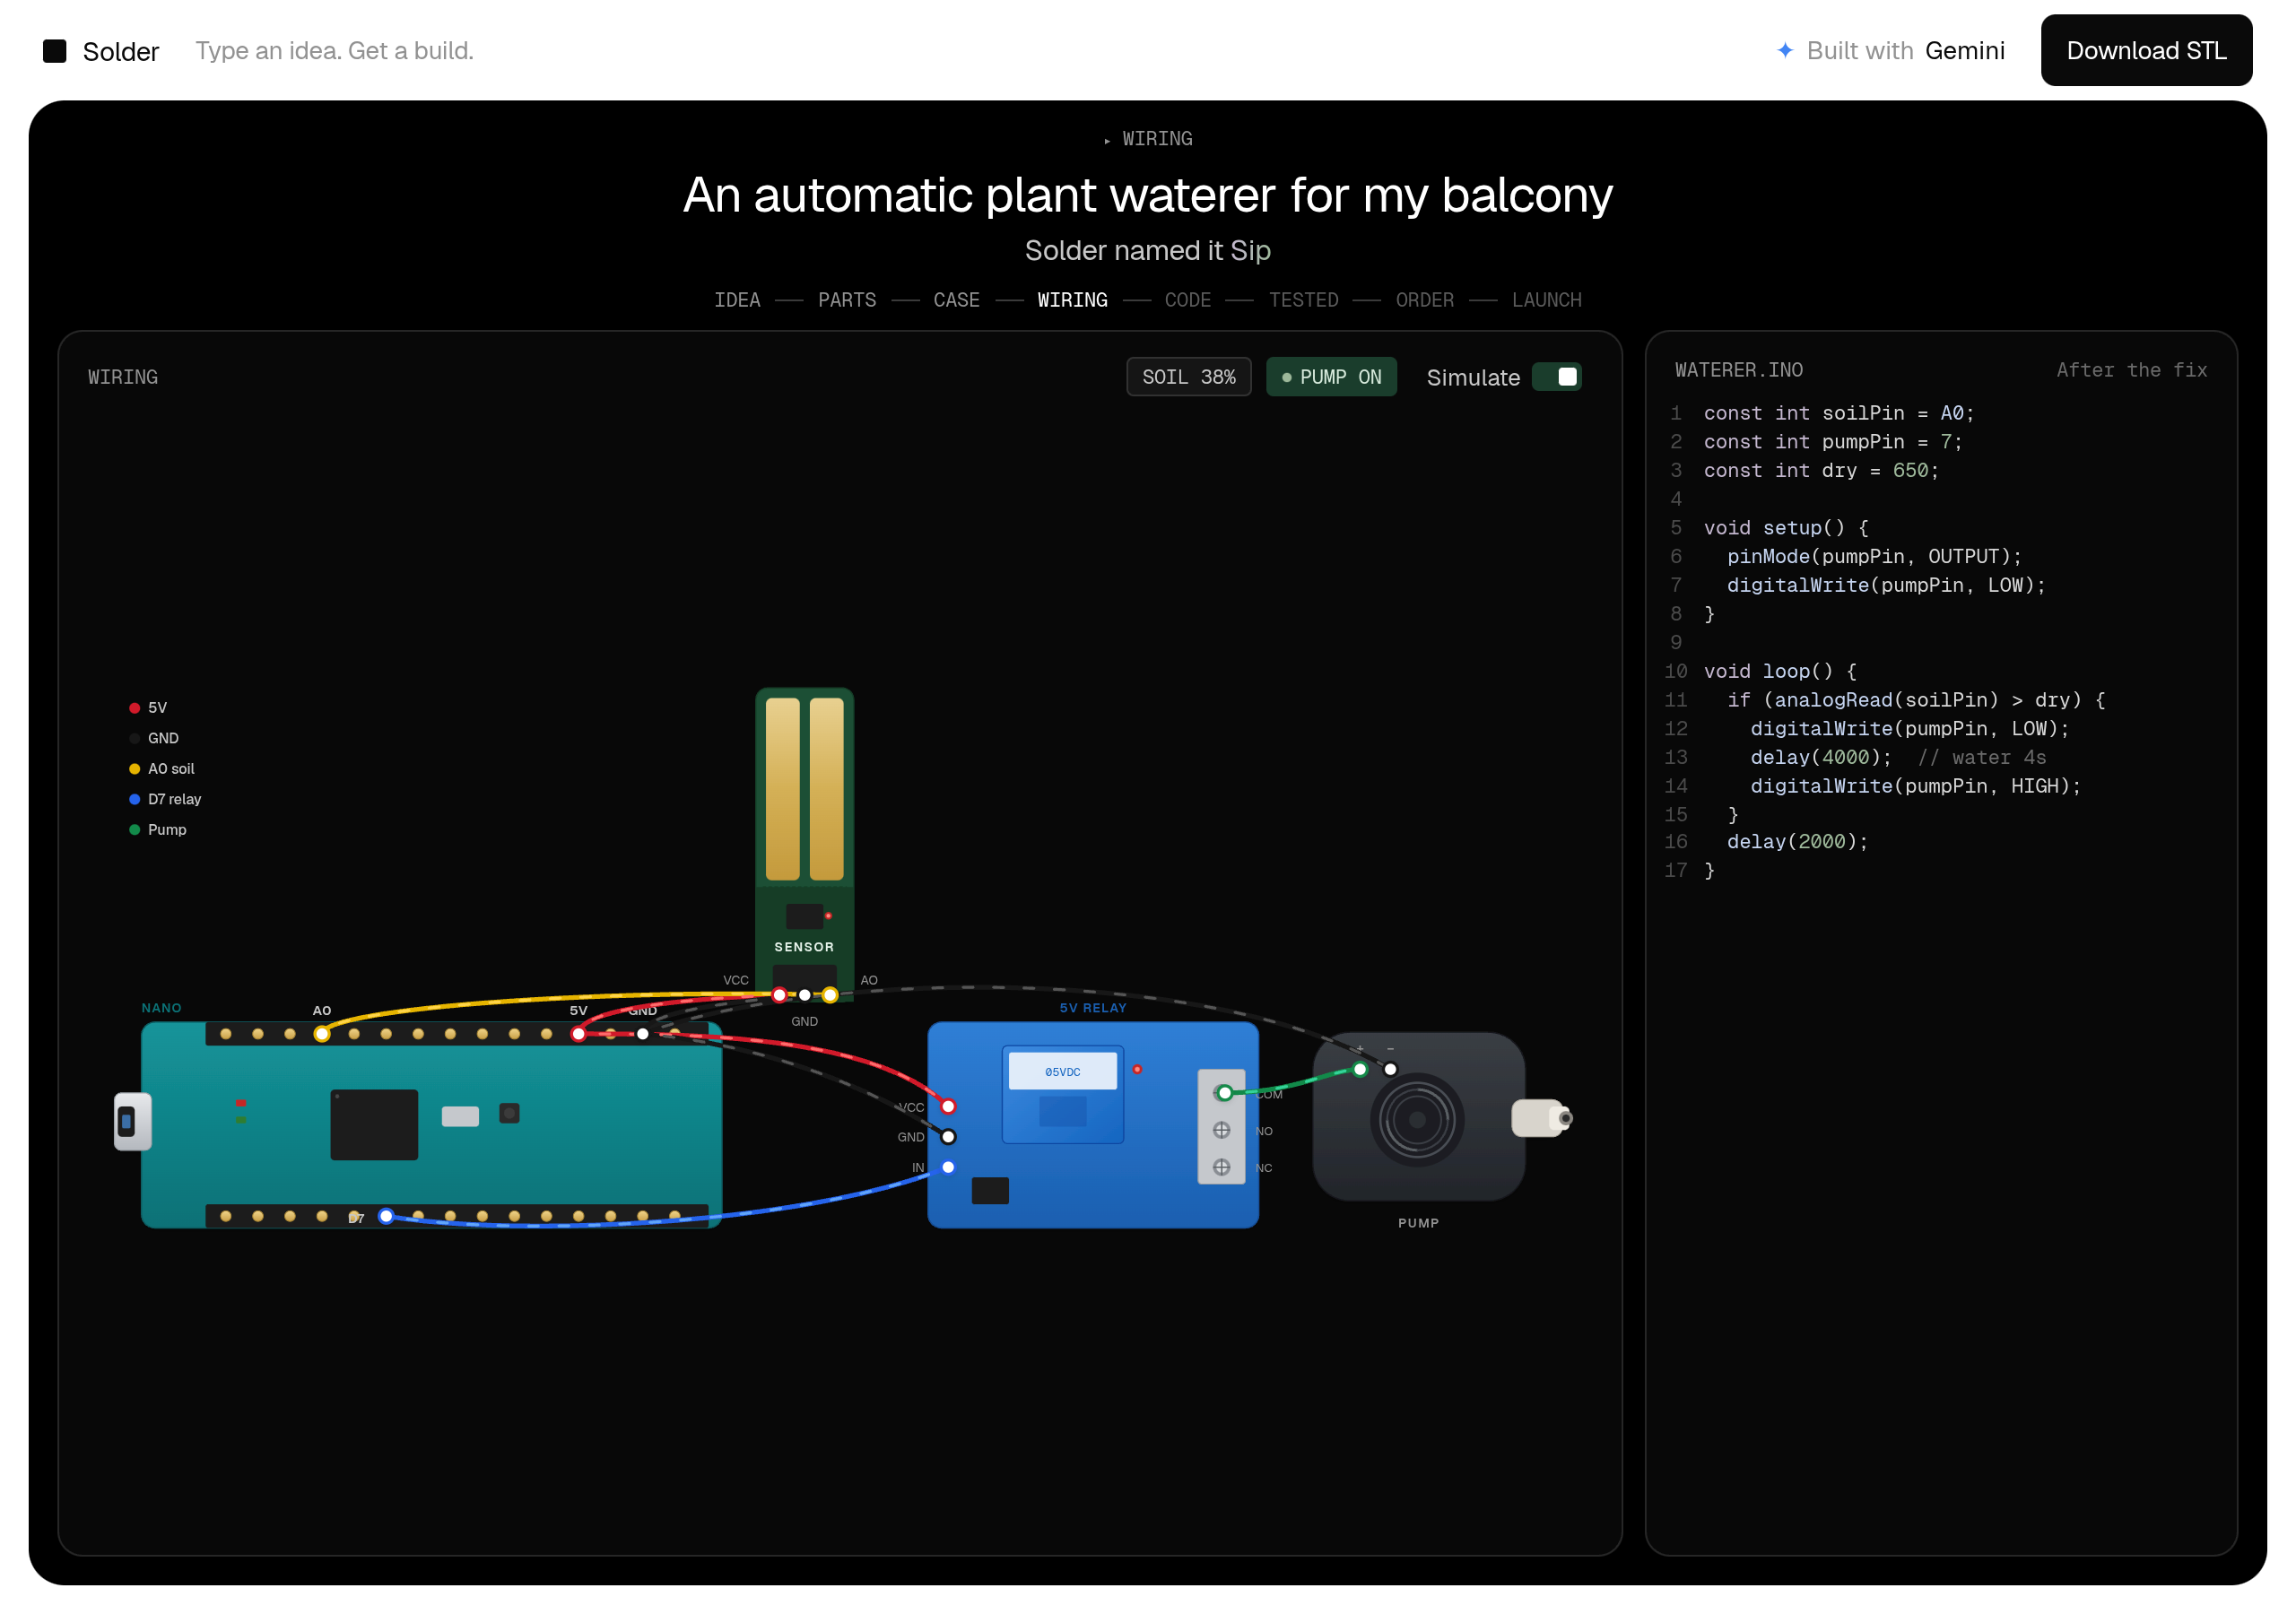 Solder Type an idea. Get a build. Built with Gemini Download STL
▸ WIRING
An automatic plant waterer for my balcony
Solder named it Sip
IDEA — PARTS — CASE — WIRING — CODE — TESTED — ORDER — LAUNCH
WIRING SOIL 38% PUMP ON Simulate
5V
GND
A0 soil
D7 relay
Pump
SENSOR
VCC AO
GND
NANO A0 5V GND
D7
5V RELAY
05VDC
VCC
GND
IN
COM
NO
NC
+ −
PUMP
WATERER.INO After the fix
1 const int soilPin = A0;
2 const int pumpPin = 7;
3 const int dry = 650;
4
5 void setup() {
6 pinMode(pumpPin, OUTPUT);
7 digitalWrite(pumpPin, LOW);
8 }
9
10 void loop() {
11 if (analogRead(soilPin) > dry) {
12 digitalWrite(pumpPin, LOW);
13 delay(4000); // water 4s
14 digitalWrite(pumpPin, HIGH);
15 }
16 delay(2000);
17 }